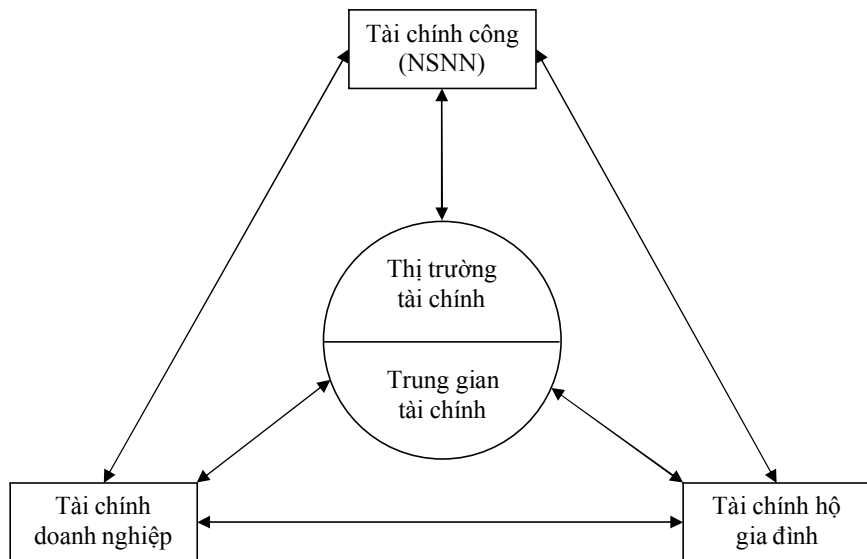 Tài chính công
(NSNN)
Thị trường
tài chính
Trung gian
tài chính
Tài chính
doanh nghiệp
Tài chính hộ
gia đình